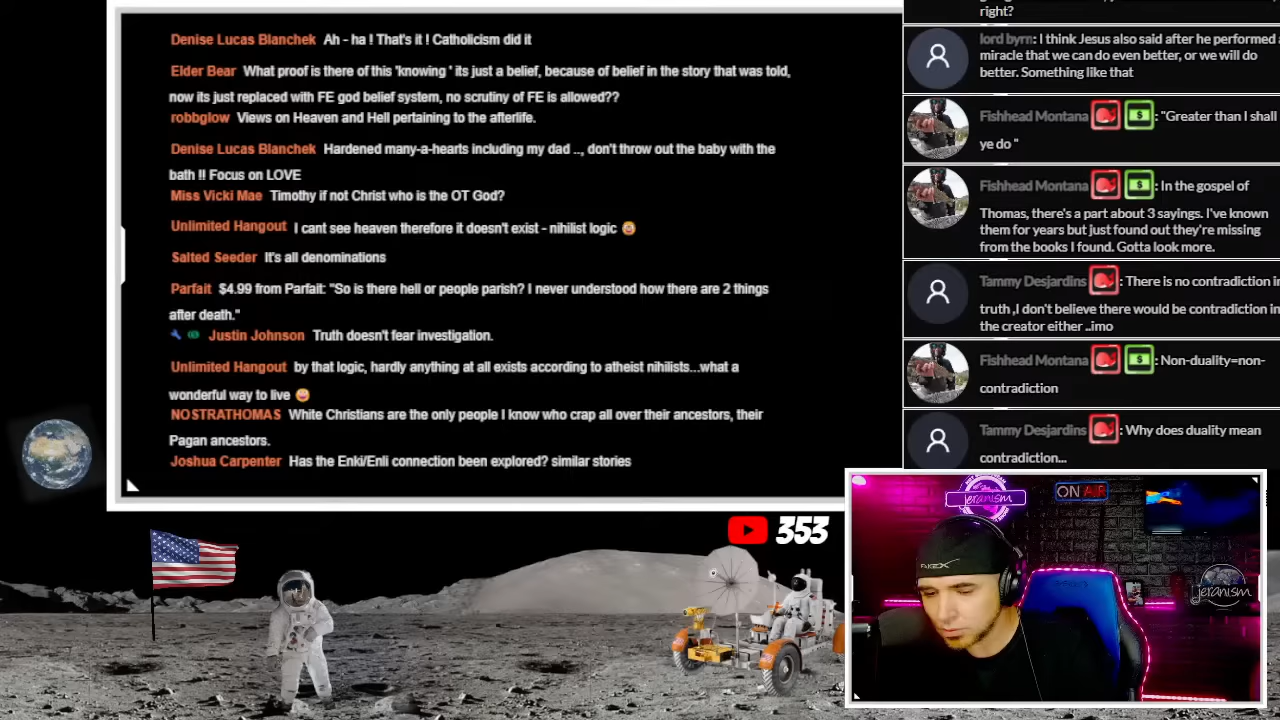 Denise Lucas Blanchek Ah - ha ! That's it ! Catholicism did it
Elder Bear What proof is there of this 'knowing ' its just a belief, because of belief in the story that was told,
now its just replaced with FE god belief system, no scrutiny of FE is allowed??
robbglow Views on Heaven and Hell pertaining to the afterlife.
Denise Lucas Blanchek Hardened many-a-hearts including my dad .., don't throw out the baby with the
bath !! Focus on LOVE
Miss Vicki Mae Timothy if not Christ who is the OT God?
Unlimited Hangout I cant see heaven therefore it doesn't exist - nihilist logic
Salted Seeder It's all denominations
Parfait $4.99 from Parfait: "So is there hell or people parish? I never understood how there are 2 things
after death."
Justin Johnson Truth doesn't fear investigation.
Unlimited Hangout by that logic, hardly anything at all exists according to atheist nihilists...what a
wonderful way to live
NOSTRATHOMAS White Christians are the only people I know who crap all over their ancestors, their
Pagan ancestors.
Joshua Carpenter Has the Enki/Enli connection been explored? similar stories
right?
lord byrn: I think Jesus also said after he performed a
miracle that we can do even better, or we will do
better. Something like that
Fishhead Montana : "Greater than I shall
ye do "
Fishhead Montana : In the gospel of
Thomas, there's a part about 3 sayings. I've known
them for years but just found out they're missing
from the books I found. Gotta look more.
Tammy Desjardins : There is no contradiction in
truth ,I don't believe there would be contradiction in
the creator either ..imo
Fishhead Montana : Non-duality=non-
contradiction
Tammy Desjardins : Why does duality mean
contradiction...
353
jeranism
ON AIR
jeranism